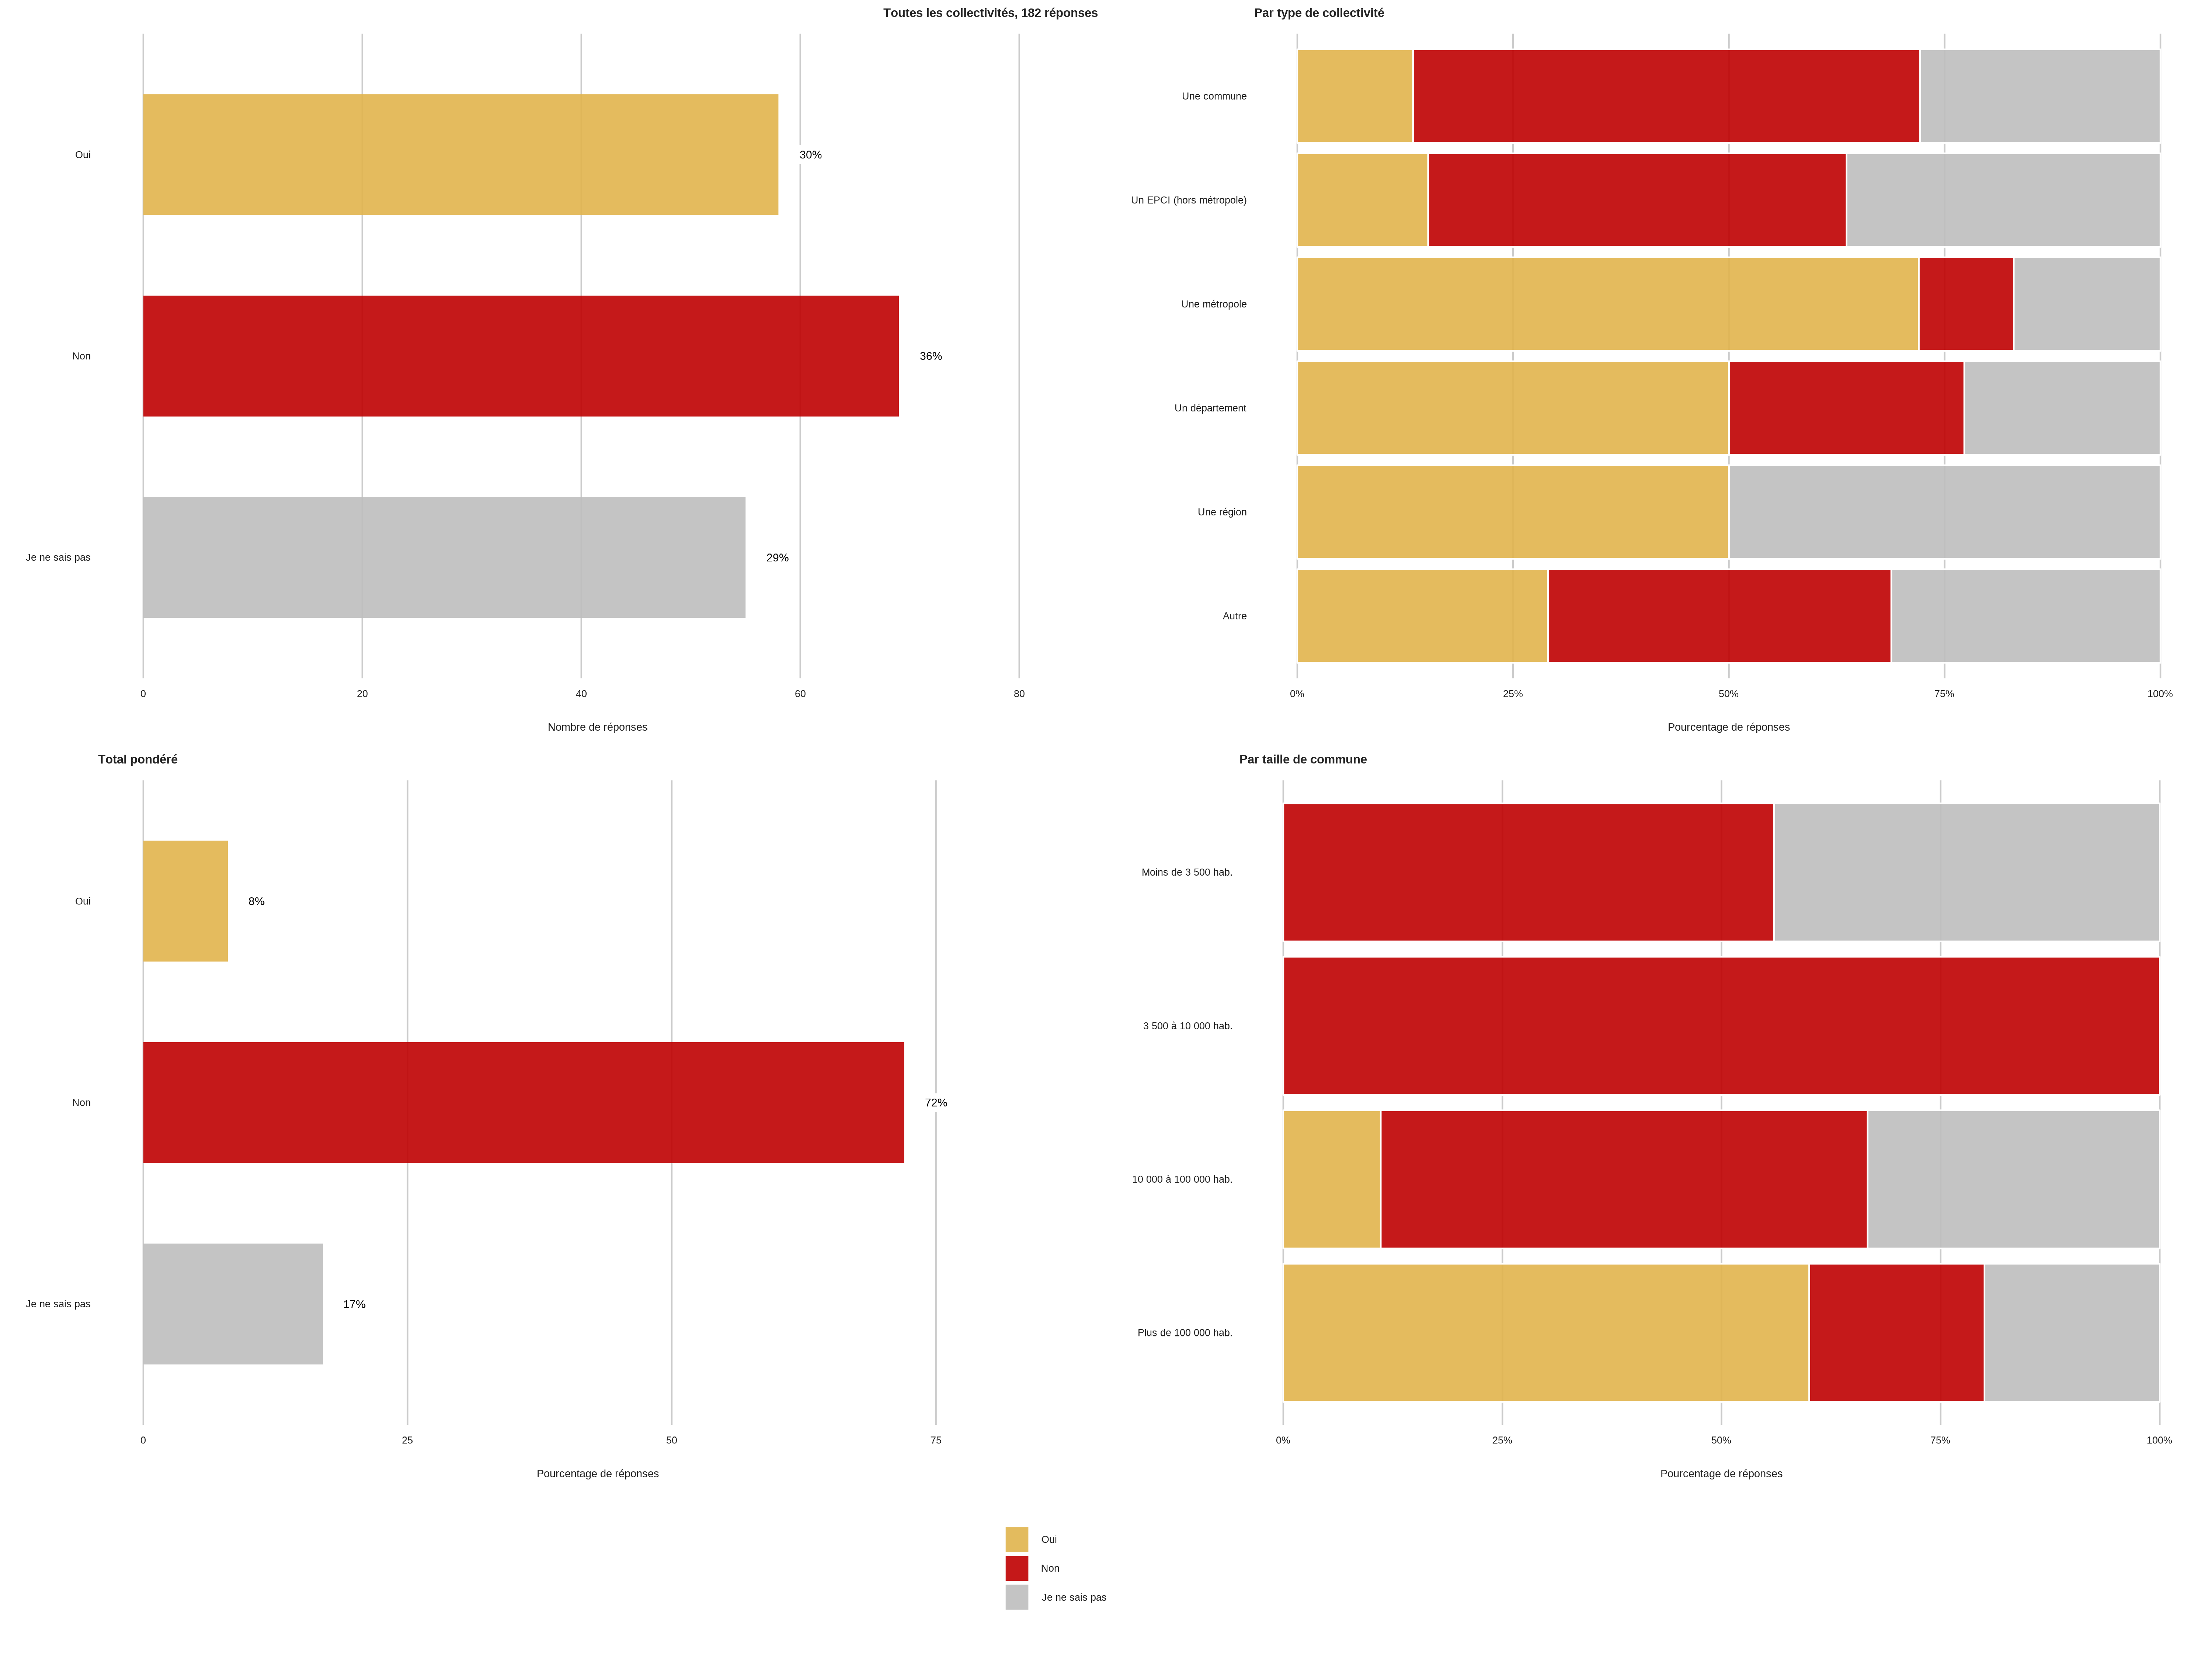 Toutes les collectivités, 182 réponses
Oui
30%
Non
36%
Je ne sais pas
29%
0 20 40 60 80
Nombre de réponses
Par type de collectivité
Une commune
Un EPCI (hors métropole)
Une métropole
Un département
Une région
Autre
0% 25% 50% 75% 100%
Pourcentage de réponses
Total pondéré
Oui
8%
Non
72%
Je ne sais pas
17%
0 25 50 75
Pourcentage de réponses
Par taille de commune
Moins de 3 500 hab.
3 500 à 10 000 hab.
10 000 à 100 000 hab.
Plus de 100 000 hab.
0% 25% 50% 75% 100%
Pourcentage de réponses
Oui
Non
Je ne sais pas